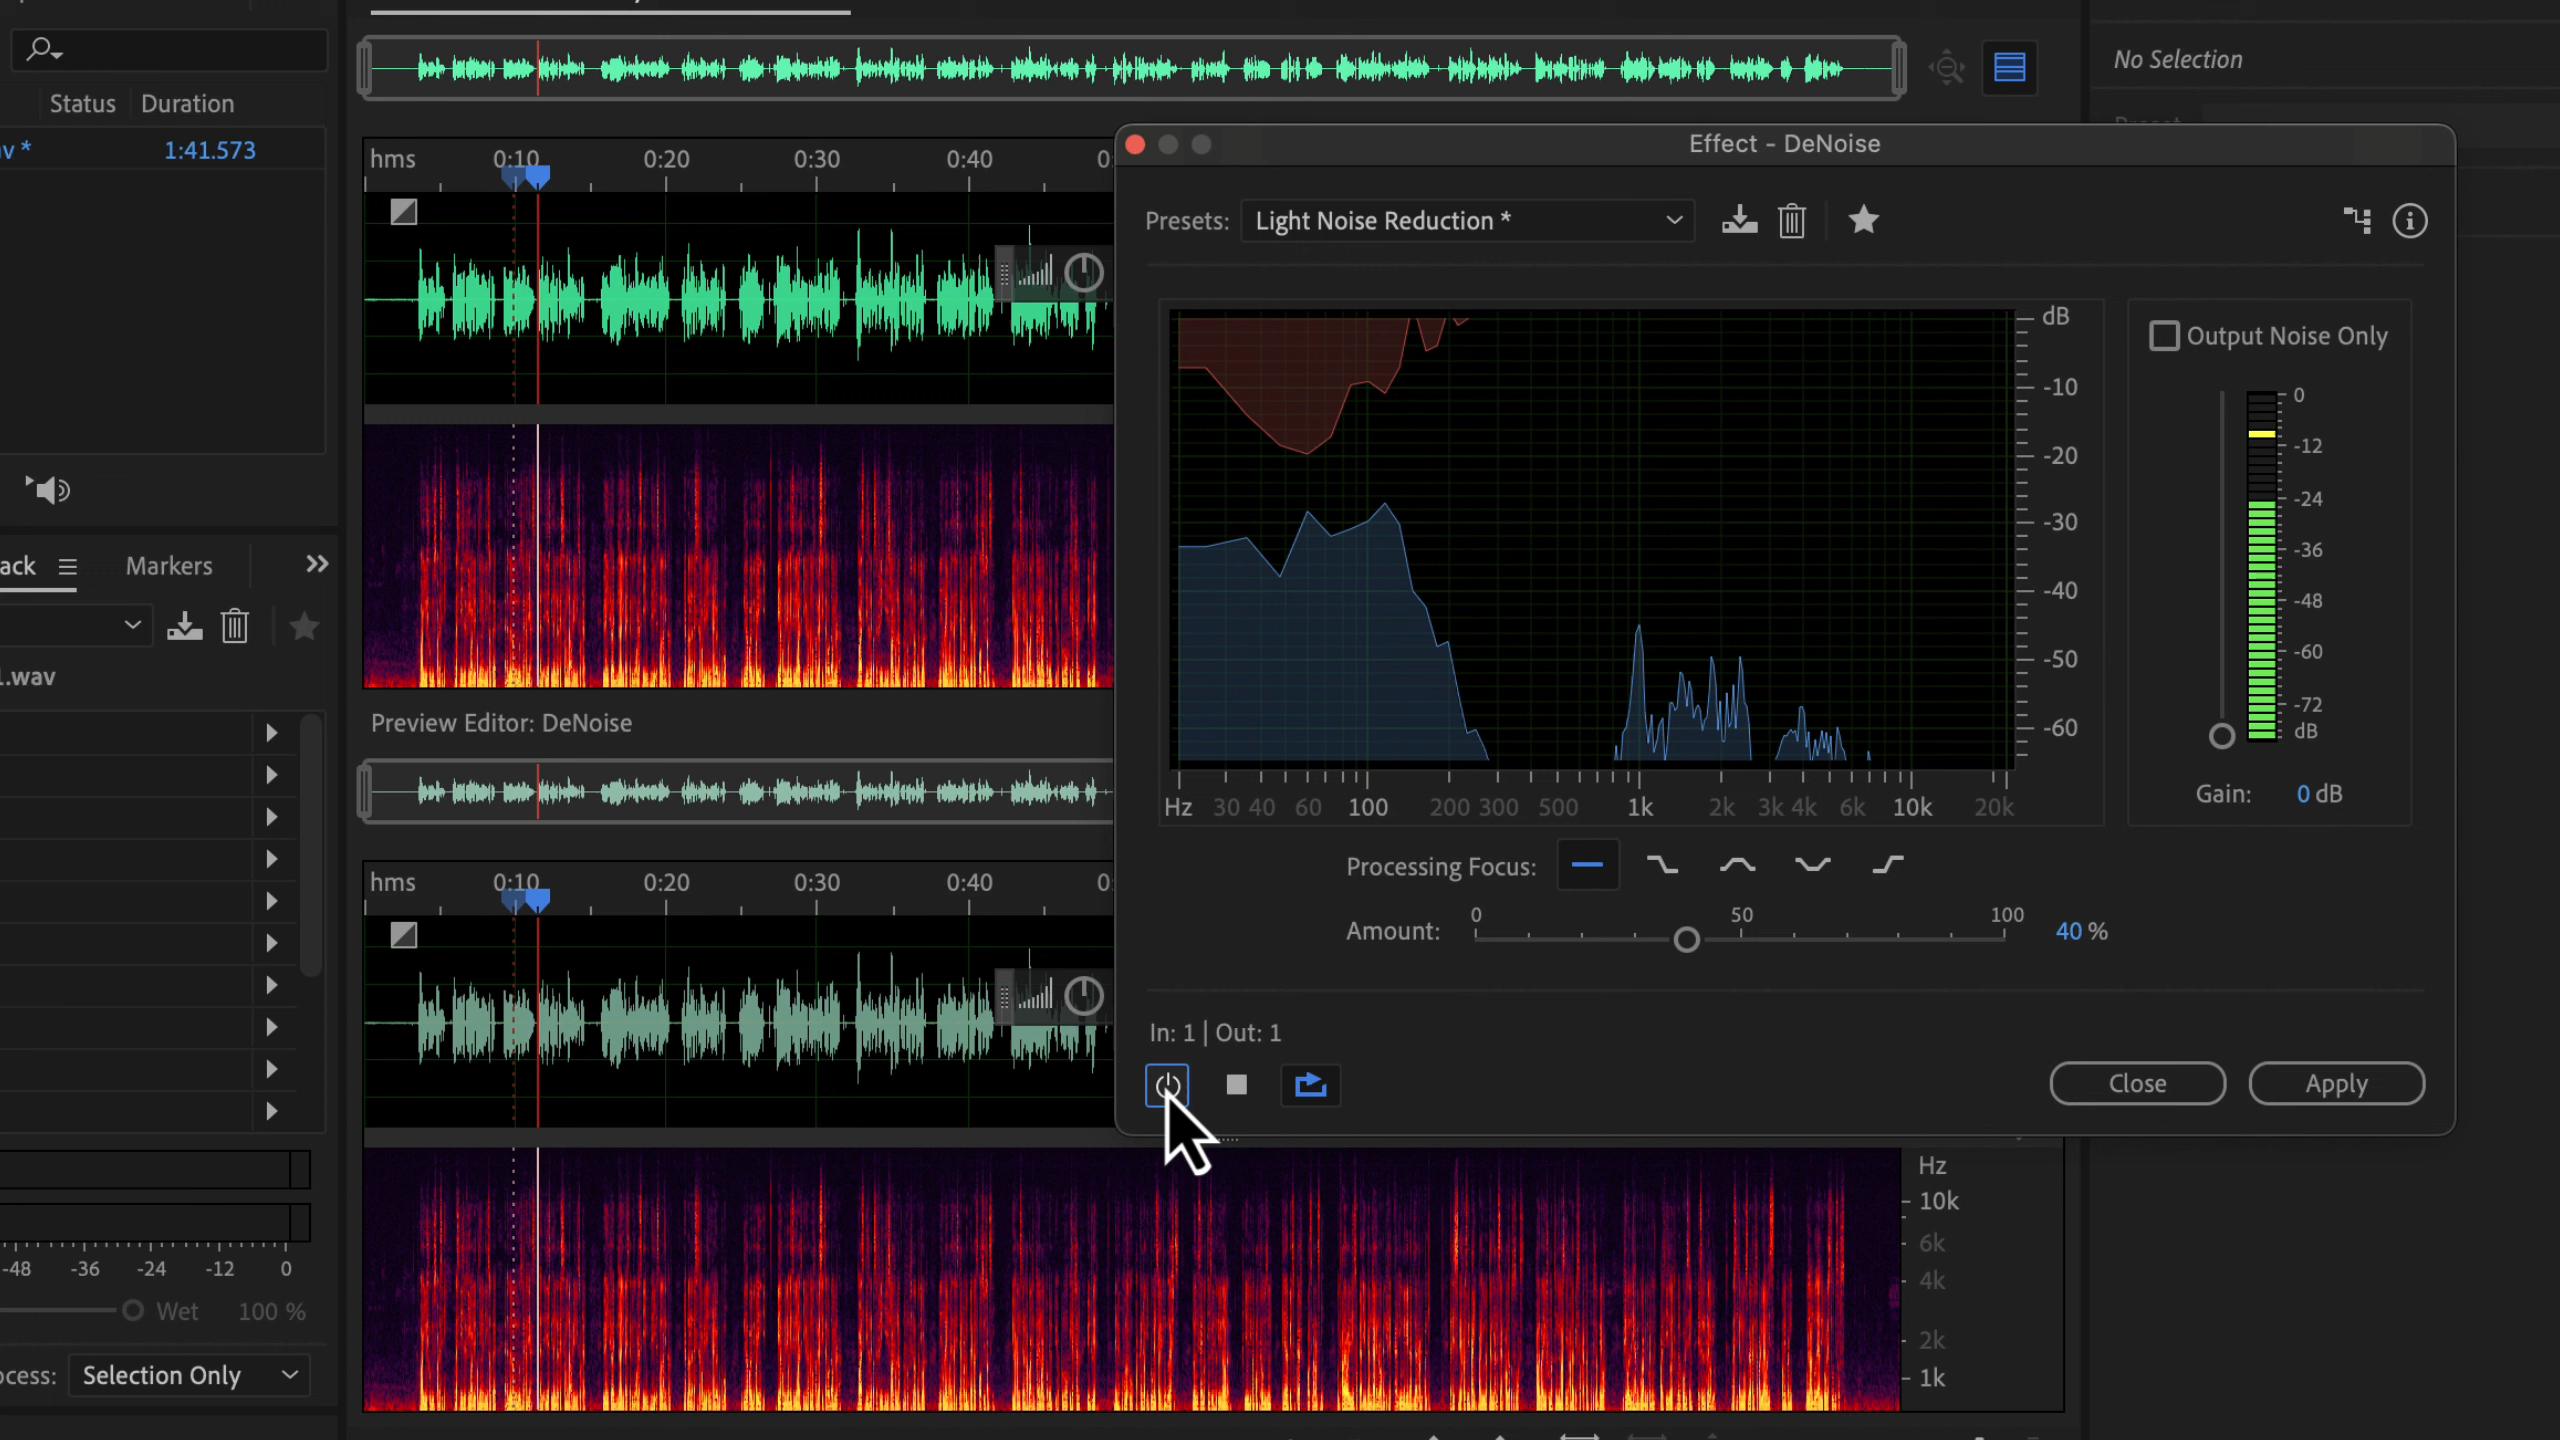 No Selection
Status Duration
v * 1:41.573
hms 0:10 0:20 0:30 0:40
Effect - DeNoise
Presets: Light Noise Reduction *
dB
-10
-20
-30
-40
-50
-60
Hz 30 40 60 100 200 300 500 1k 2k 3k 4k 6k 10k 20k
Output Noise Only
0
-12
-24
-36
-48
-60
-72
dB
Gain: 0 dB
Processing Focus:
0 50 100
Amount: 40 %
In: 1 | Out: 1
Close Apply
ack Markers
.wav
Preview Editor: DeNoise
hms 0:10 0:20 0:30 0:40
Hz
10k
6k
4k
2k
1k
-48 -36 -24 -12 0
Wet 100 %
ocess: Selection Only